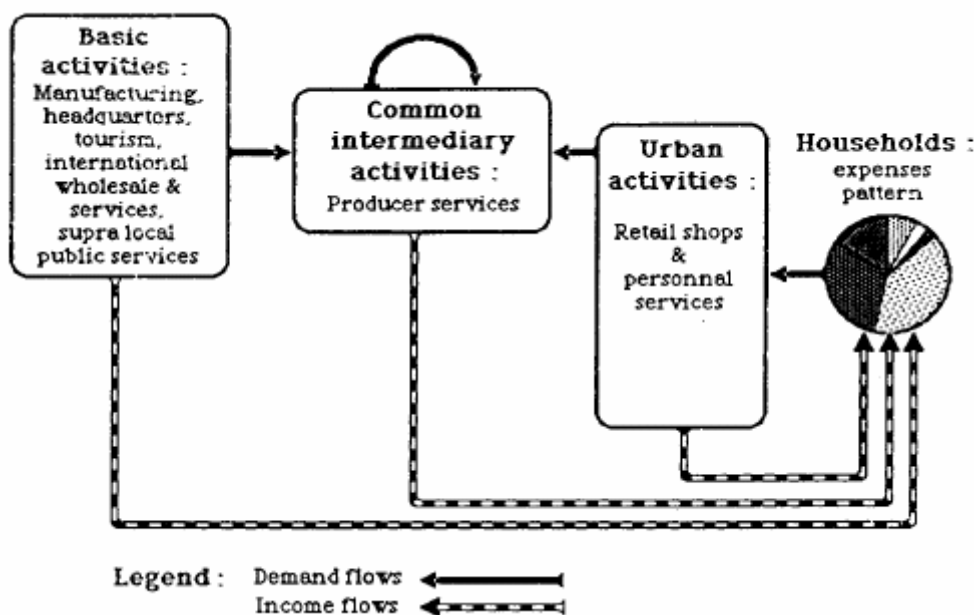 Basic
activities :
Manufacturing,
headquarters,
tourism,
international
wholesale &
services,
supra local
public services
Common
intermediary
activities :
Producer services
Urban
activities :
Retail shops
&
personnal
services
Households :
expenses
pattern
Legend : Demand flows
Income flows